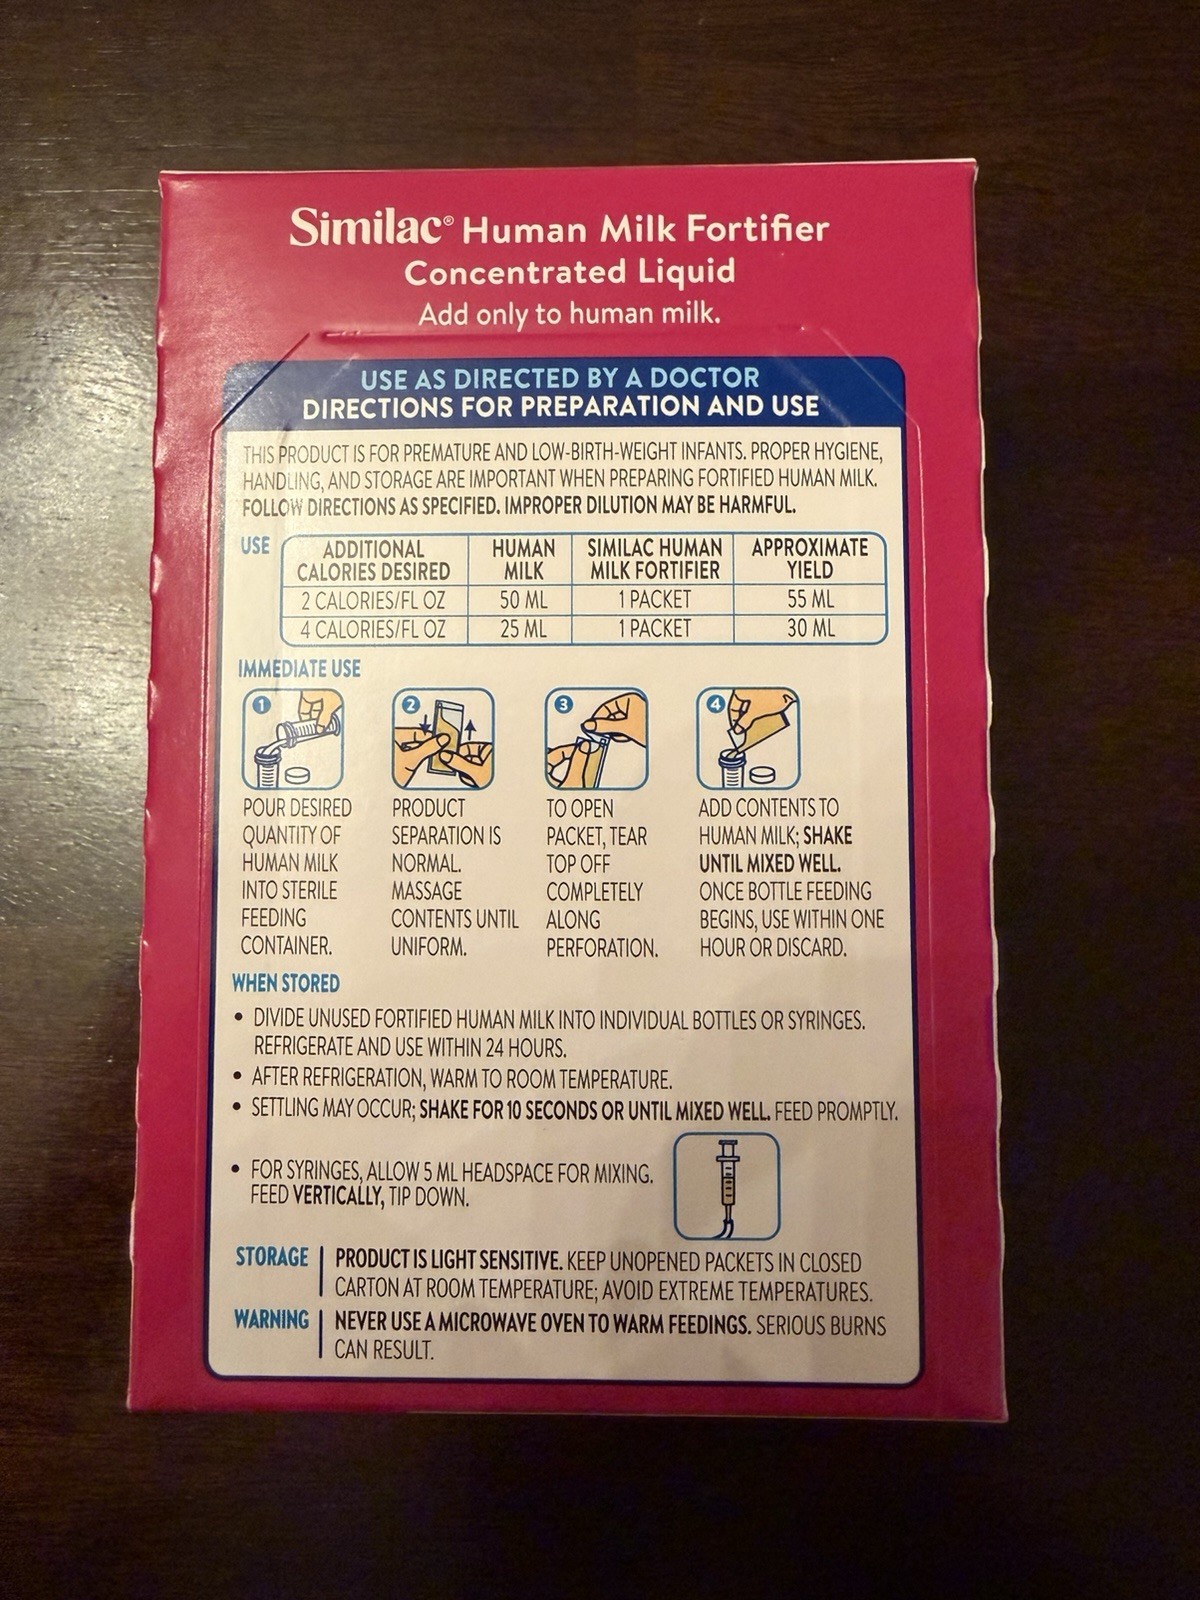 Similac® Human Milk Fortifier
Concentrated Liquid
Add only to human milk.
USE AS DIRECTED BY A DOCTOR
DIRECTIONS FOR PREPARATION AND USE
THIS PRODUCT IS FOR PREMATURE AND LOW-BIRTH-WEIGHT INFANTS. PROPER HYGIENE,
HANDLING, AND STORAGE ARE IMPORTANT WHEN PREPARING FORTIFIED HUMAN MILK.
FOLLOW DIRECTIONS AS SPECIFIED. IMPROPER DILUTION MAY BE HARMFUL.
USE
ADDITIONAL
CALORIES DESIRED
HUMAN
MILK
SIMILAC HUMAN
MILK FORTIFIER
APPROXIMATE
YIELD
2 CALORIES/FL OZ 50 ML 1 PACKET 55 ML
4 CALORIES/FL OZ 25 ML 1 PACKET 30 ML
IMMEDIATE USE
1
POUR DESIRED
QUANTITY OF
HUMAN MILK
INTO STERILE
FEEDING
CONTAINER.
2
PRODUCT
SEPARATION IS
NORMAL.
MASSAGE
CONTENTS UNTIL
UNIFORM.
3
TO OPEN
PACKET, TEAR
TOP OFF
COMPLETELY
ALONG
PERFORATION.
4
ADD CONTENTS TO
HUMAN MILK; SHAKE
UNTIL MIXED WELL.
ONCE BOTTLE FEEDING
BEGINS, USE WITHIN ONE
HOUR OR DISCARD.
WHEN STORED
• DIVIDE UNUSED FORTIFIED HUMAN MILK INTO INDIVIDUAL BOTTLES OR SYRINGES.
REFRIGERATE AND USE WITHIN 24 HOURS.
• AFTER REFRIGERATION, WARM TO ROOM TEMPERATURE.
• SETTLING MAY OCCUR; SHAKE FOR 10 SECONDS OR UNTIL MIXED WELL. FEED PROMPTLY.
• FOR SYRINGES, ALLOW 5 ML HEADSPACE FOR MIXING.
FEED VERTICALLY, TIP DOWN.
STORAGE
PRODUCT IS LIGHT SENSITIVE. KEEP UNOPENED PACKETS IN CLOSED
CARTON AT ROOM TEMPERATURE; AVOID EXTREME TEMPERATURES.
WARNING
NEVER USE A MICROWAVE OVEN TO WARM FEEDINGS. SERIOUS BURNS
CAN RESULT.